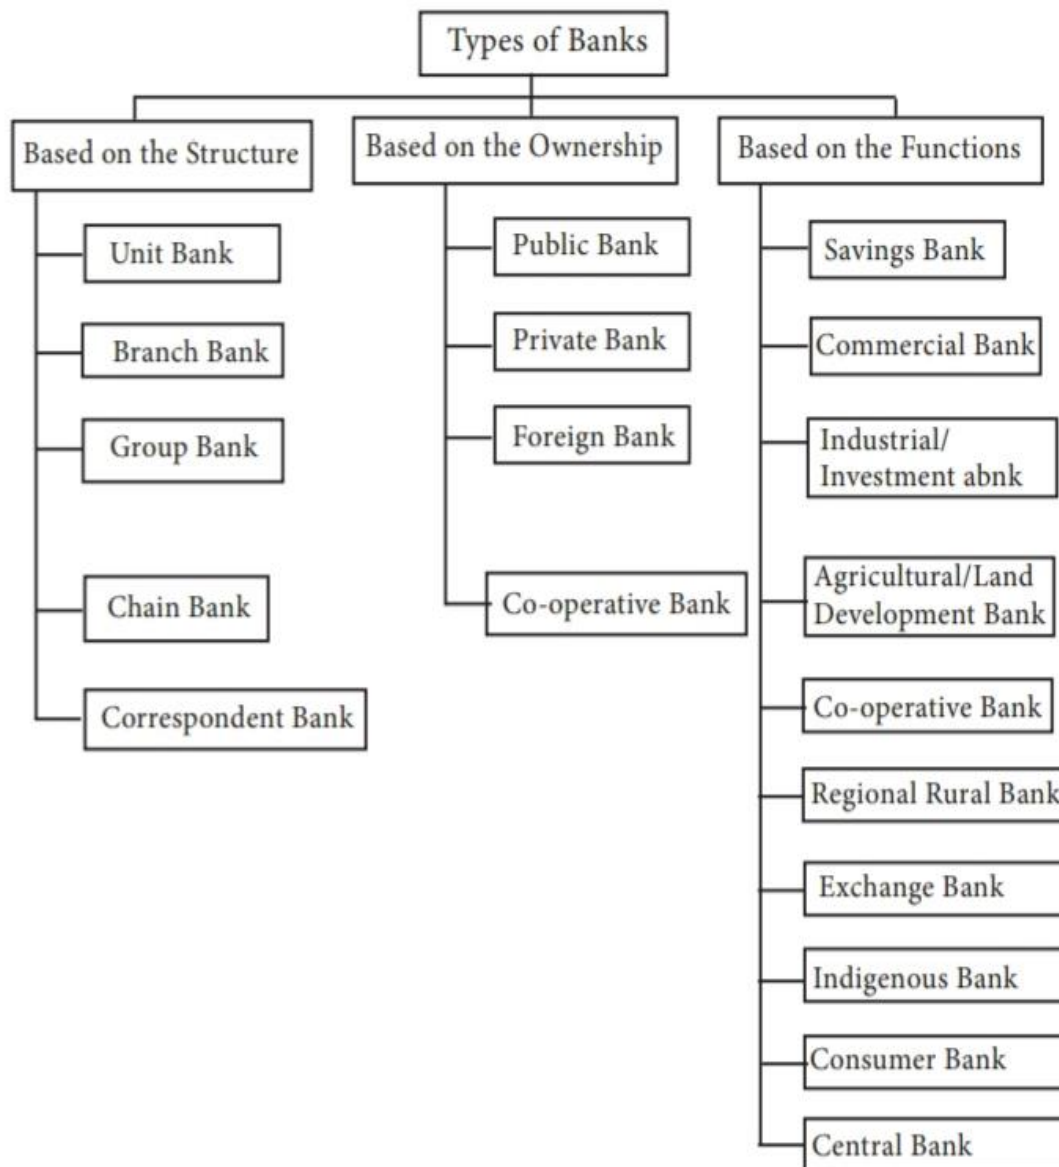 Types of Banks
Based on the Structure
Unit Bank
Branch Bank
Group Bank
Chain Bank
Correspondent Bank
Based on the Ownership
Public Bank
Private Bank
Foreign Bank
Co-operative Bank
Based on the Functions
Savings Bank
Commercial Bank
Industrial/
Investment abnk
Agricultural/Land
Development Bank
Co-operative Bank
Regional Rural Bank
Exchange Bank
Indigenous Bank
Consumer Bank
Central Bank